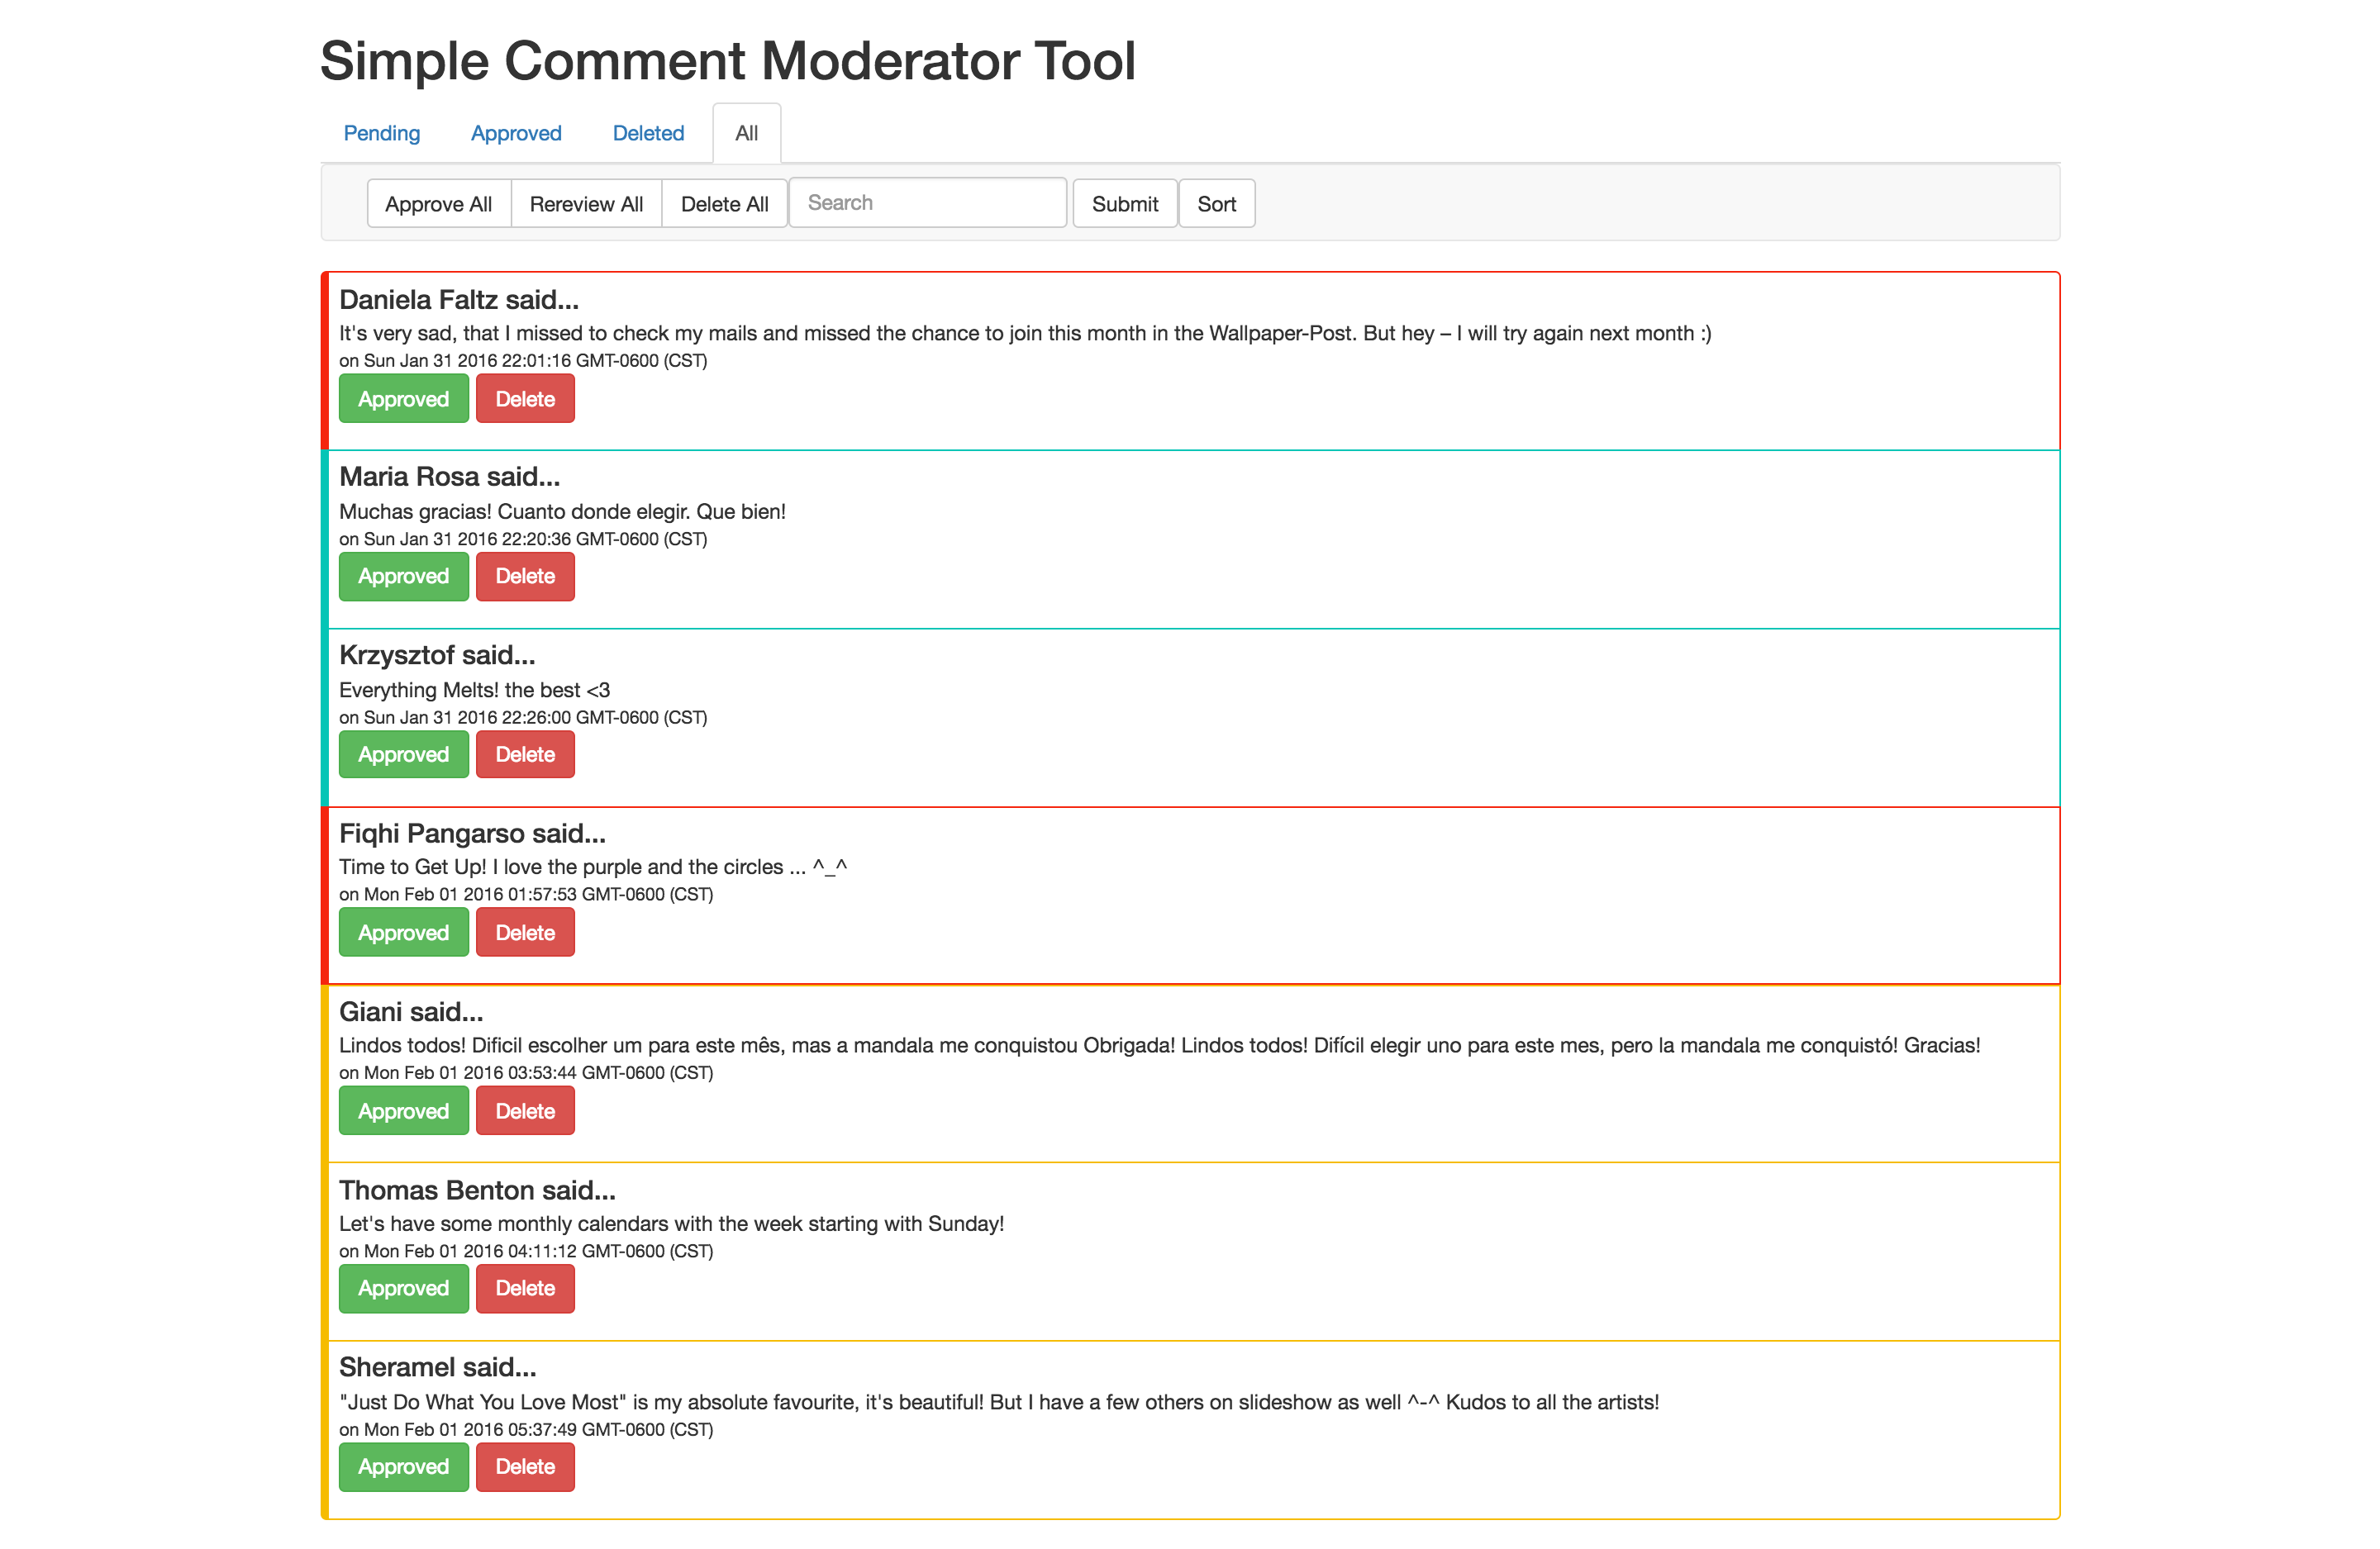 Simple Comment Moderator Tool
Pending Approved Deleted All
Approve All Rereview All Delete All Search Submit Sort
Daniela Faltz said...
It's very sad, that I missed to check my mails and missed the chance to join this month in the Wallpaper-Post. But hey – I will try again next month :)
on Sun Jan 31 2016 22:01:16 GMT-0600 (CST)
Approved Delete
Maria Rosa said...
Muchas gracias! Cuanto donde elegir. Que bien!
on Sun Jan 31 2016 22:20:36 GMT-0600 (CST)
Approved Delete
Krzysztof said...
Everything Melts! the best <3
on Sun Jan 31 2016 22:26:00 GMT-0600 (CST)
Approved Delete
Fiqhi Pangarso said...
Time to Get Up! I love the purple and the circles ... ^_^
on Mon Feb 01 2016 01:57:53 GMT-0600 (CST)
Approved Delete
Giani said...
Lindos todos! Dificil escolher um para este mês, mas a mandala me conquistou Obrigada! Lindos todos! Difícil elegir uno para este mes, pero la mandala me conquistó! Gracias!
on Mon Feb 01 2016 03:53:44 GMT-0600 (CST)
Approved Delete
Thomas Benton said...
Let's have some monthly calendars with the week starting with Sunday!
on Mon Feb 01 2016 04:11:12 GMT-0600 (CST)
Approved Delete
Sheramel said...
"Just Do What You Love Most" is my absolute favourite, it's beautiful! But I have a few others on slideshow as well ^-^ Kudos to all the artists!
on Mon Feb 01 2016 05:37:49 GMT-0600 (CST)
Approved Delete